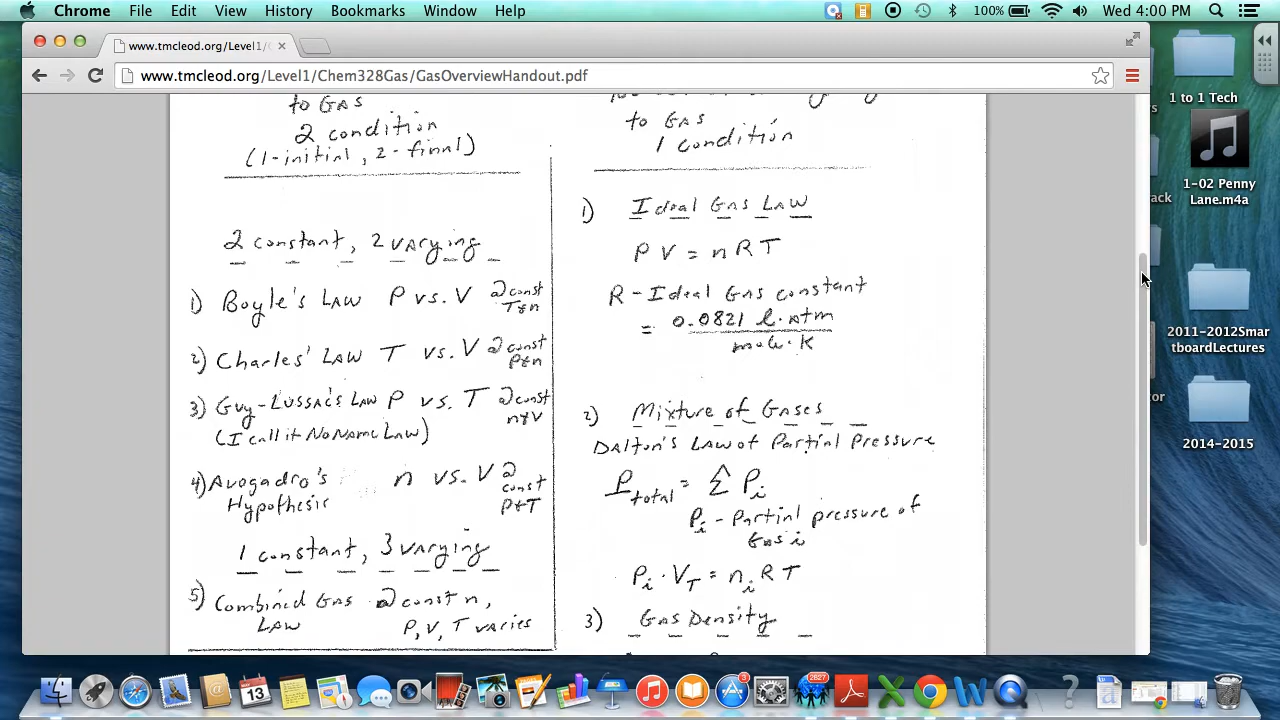 Chrome File Edit View History Bookmarks Window Help
100% Wed 4:00 PM
www.tmcleod.org/Level1/
www.tmcleod.org/Level1/Chem328Gas/GasOverviewHandout.pdf
to GAS
2 condition
(1-initial, 2-final)
2 constant, 2 varying
1) Boyle's LAW P vs. V @ const T&n
2) Charles' LAW T vs. V @ const P&n
3) Guy-Lussac's LAW P vs. T @ const n&V
(I call it NoName Law)
4) Avogadro's Hypothesis n vs. V @ const P&T
1 constant, 3 varying
5) Combined GAS LAW @ const n,
P, V, T varies
to GAS
1 condition
1) Ideal GAS LAW
PV = nRT
R - Ideal GAS constant
= 0.0821 l·atm
mole·K
2) Mixture of Gases
DALTON'S LAW of Partial Pressure
P total = Σ Pi
Pi - Partial pressure of
GAS i
Pi · VT = ni RT
3) GAS Density
1 to 1 Tech
1-02 Penny
Lane.m4a
2011-2012Smar
tboardLectures
2014-2015
ack
tor
MAY
13
3
2827